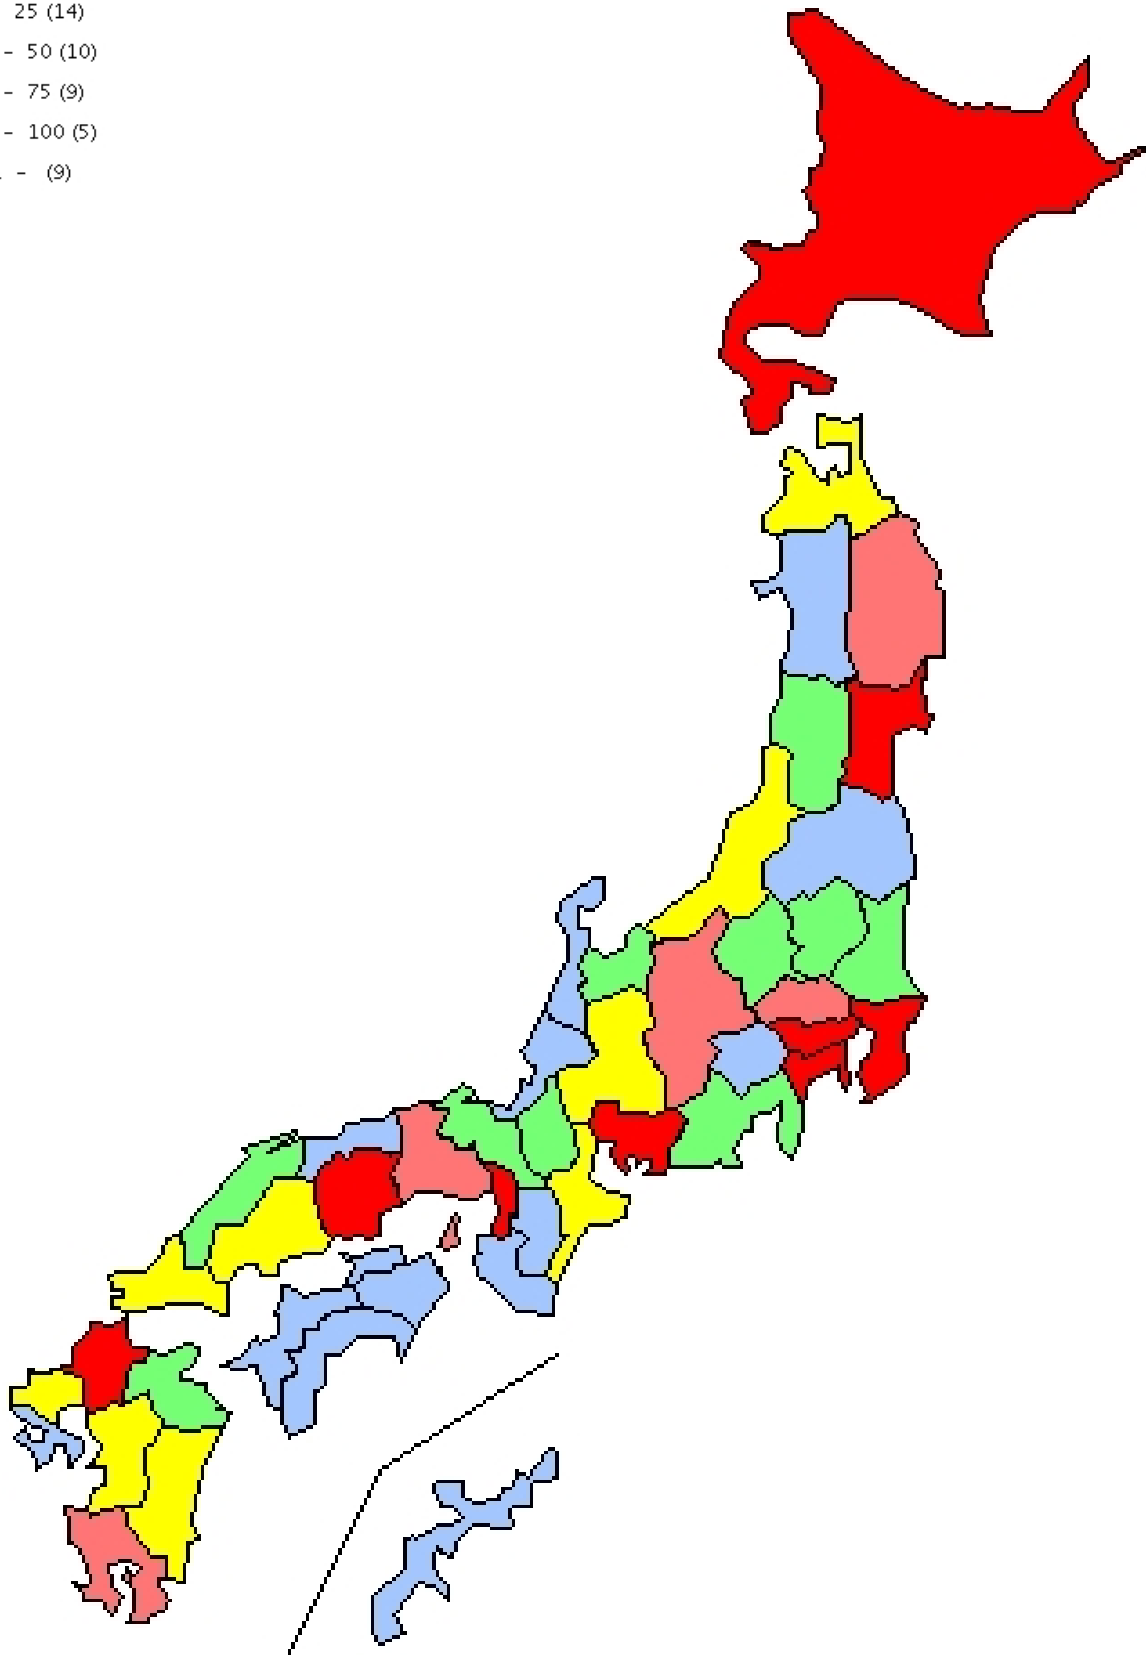 25 (14)
– 50 (10)
– 75 (9)
– 100 (5)
– (9)